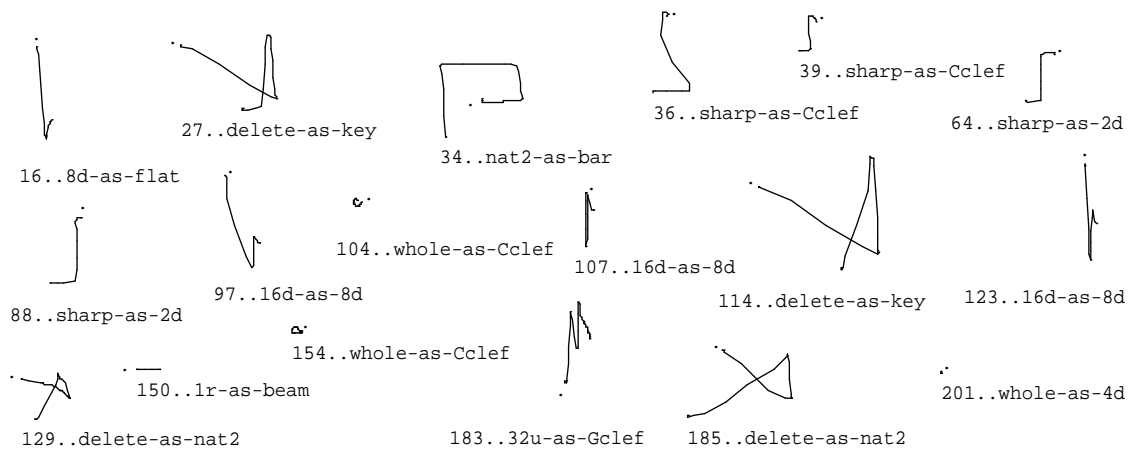 39..sharp-as-Cclef
36..sharp-as-Cclef
64..sharp-as-2d
27..delete-as-key
34..nat2-as-bar
16..8d-as-flat
104..whole-as-Cclef
107..16d-as-8d
97..16d-as-8d
114..delete-as-key
123..16d-as-8d
88..sharp-as-2d
154..whole-as-Cclef
150..1r-as-beam
201..whole-as-4d
129..delete-as-nat2
183..32u-as-Gclef
185..delete-as-nat2